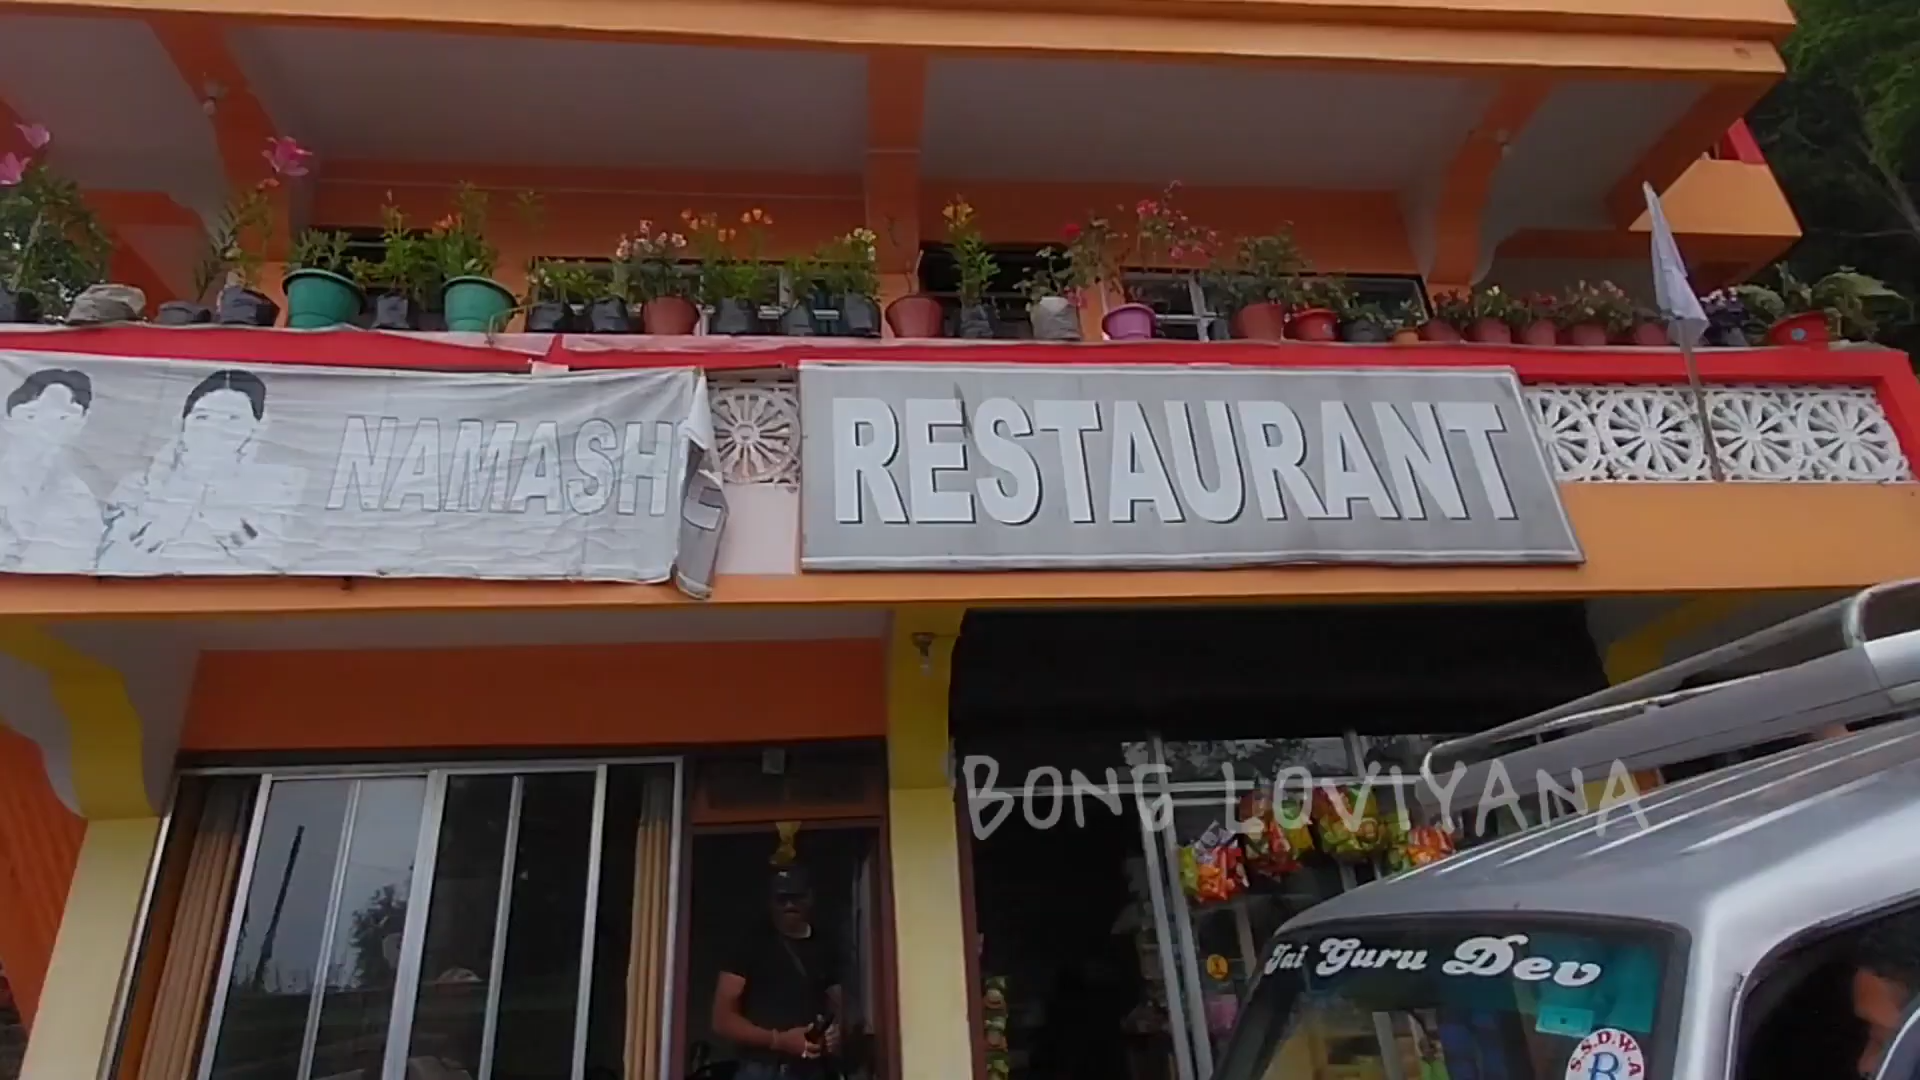 NAMASH
RESTAURANT
BONG LOVIYANA
Jai Guru Dev
S.S.D.W.A
R